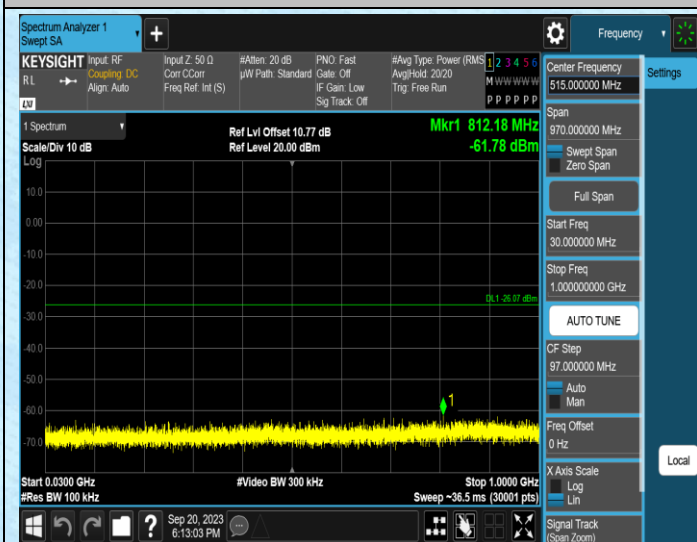 Spectrum Analyzer 1
Swept SA
+
Frequency
KEYSIGHT
RL
LXI
Input: RF
Coupling: DC
Align: Auto
Input Z: 50 Ω
Corr CCorr
Freq Ref: Int (S)
#Atten: 20 dB
µW Path: Standard
PNO: Fast
Gate: Off
IF Gain: Low
Sig Track: Off
#Avg Type: Power (RMS
Avg|Hold: 20/20
Trig: Free Run
1 2 3 4 5 6
M W W W W W
P P P P P P
1 Spectrum
Scale/Div 10 dB
Ref Lvl Offset 10.77 dB
Ref Level 20.00 dBm
Mkr1 812.18 MHz
-61.78 dBm
Log
10.0
0.00
-10.0
-20.0
DL1 -26.07 dBm
-30.0
-40.0
-50.0
-60.0
1
-70.0
Start 0.0300 GHz
#Res BW 100 kHz
#Video BW 300 kHz
Stop 1.0000 GHz
Sweep ~36.5 ms (30001 pts)
?
Sep 20, 2023
6:13:03 PM
Center Frequency
515.000000 MHz
Settings
Span
970.000000 MHz
Swept Span
Zero Span
Full Span
Start Freq
30.000000 MHz
Stop Freq
1.000000000 GHz
AUTO TUNE
CF Step
97.000000 MHz
Auto
Man
Freq Offset
0 Hz
Local
X Axis Scale
Log
Lin
Signal Track
(Span Zoom)